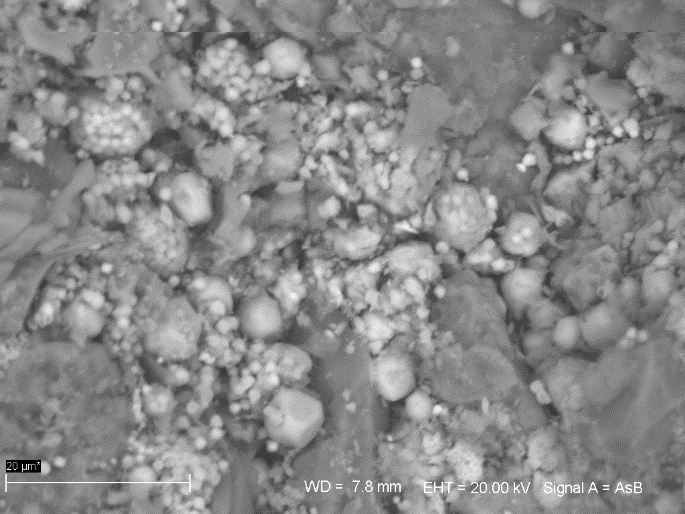 20 µm*
WD = 7.8 mm EHT = 20.00 kV Signal A = AsB